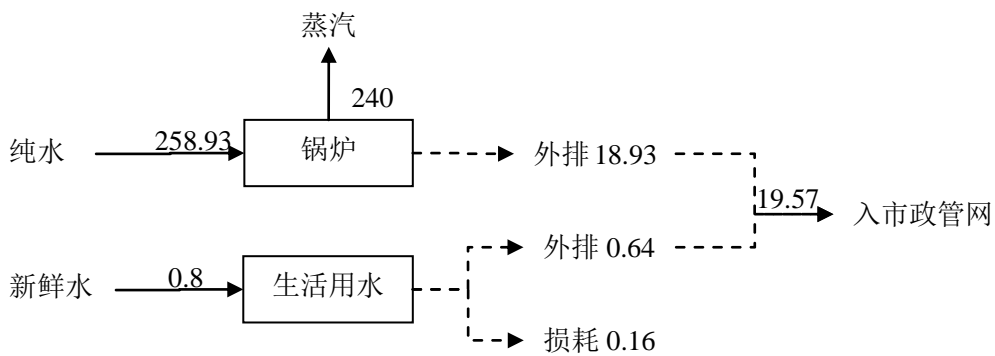 蒸汽
240
纯水
258.93
锅炉
外排 18.93
19.57
入市政管网
外排 0.64
新鲜水
0.8
生活用水
损耗 0.16